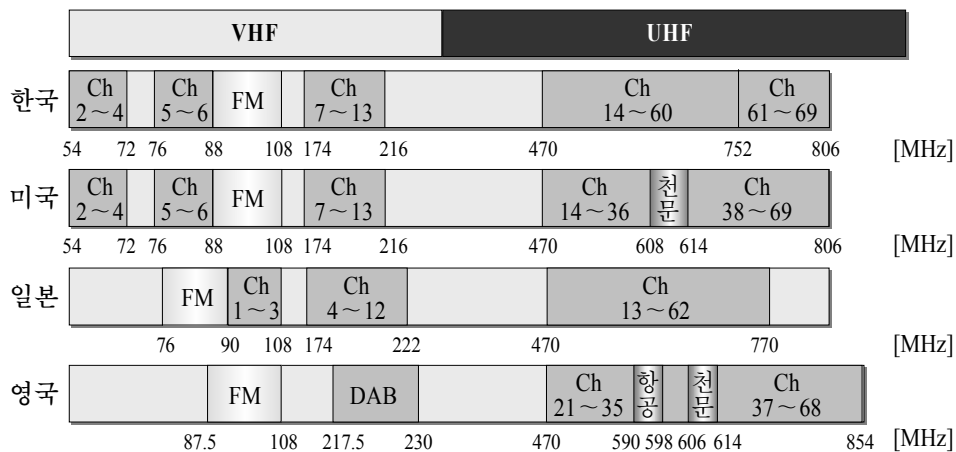 VHF UHF
한국 Ch Ch FM Ch Ch Ch
2~4 5~6 7~13 14~60 61~69
54 72 76 88 108 174 216 470 752 806 [MHz]
미국 Ch Ch FM Ch Ch 천문 Ch
2~4 5~6 7~13 14~36 38~69
54 72 76 88 108 174 216 470 608 614 806 [MHz]
일본 FM Ch Ch Ch
1~3 4~12 13~62
76 90 108 174 222 470 770 [MHz]
영국 FM DAB Ch 항공 천문 Ch
21~35 37~68
87.5 108 217.5 230 470 590 598 606 614 854 [MHz]